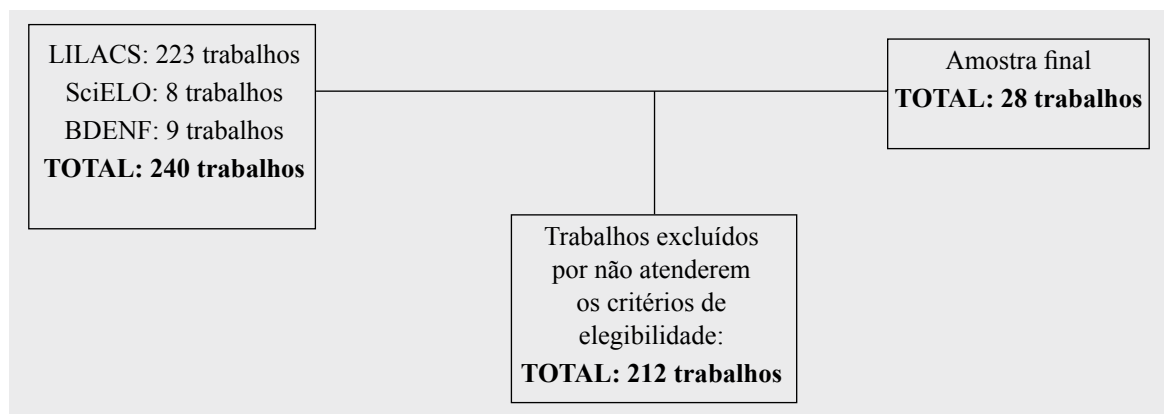 LILACS: 223 trabalhos
SciELO: 8 trabalhos
BDENF: 9 trabalhos
TOTAL: 240 trabalhos
Amostra final
TOTAL: 28 trabalhos
Trabalhos excluídos
por não atenderem
os critérios de
elegibilidade:
TOTAL: 212 trabalhos